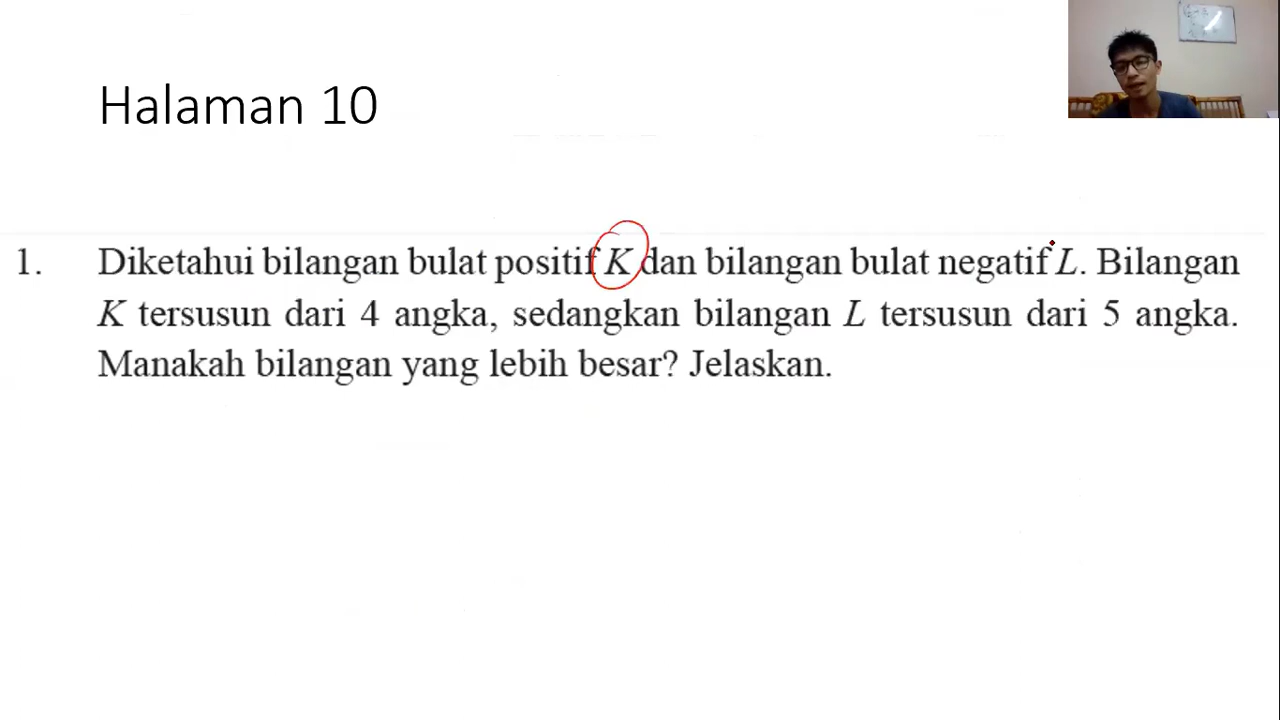 Halaman 10
1. Diketahui bilangan bulat positif K dan bilangan bulat negatif L. Bilangan
K tersusun dari 4 angka, sedangkan bilangan L tersusun dari 5 angka.
Manakah bilangan yang lebih besar? Jelaskan.